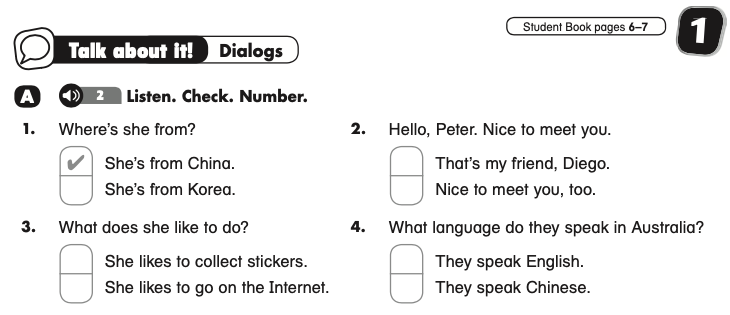 Student Book pages 6–7
1
Talk about it! Dialogs
A 2 Listen. Check. Number.
1. Where's she from?
✔ She's from China.
She's from Korea.
2. Hello, Peter. Nice to meet you.
That's my friend, Diego.
Nice to meet you, too.
3. What does she like to do?
She likes to collect stickers.
She likes to go on the Internet.
4. What language do they speak in Australia?
They speak English.
They speak Chinese.